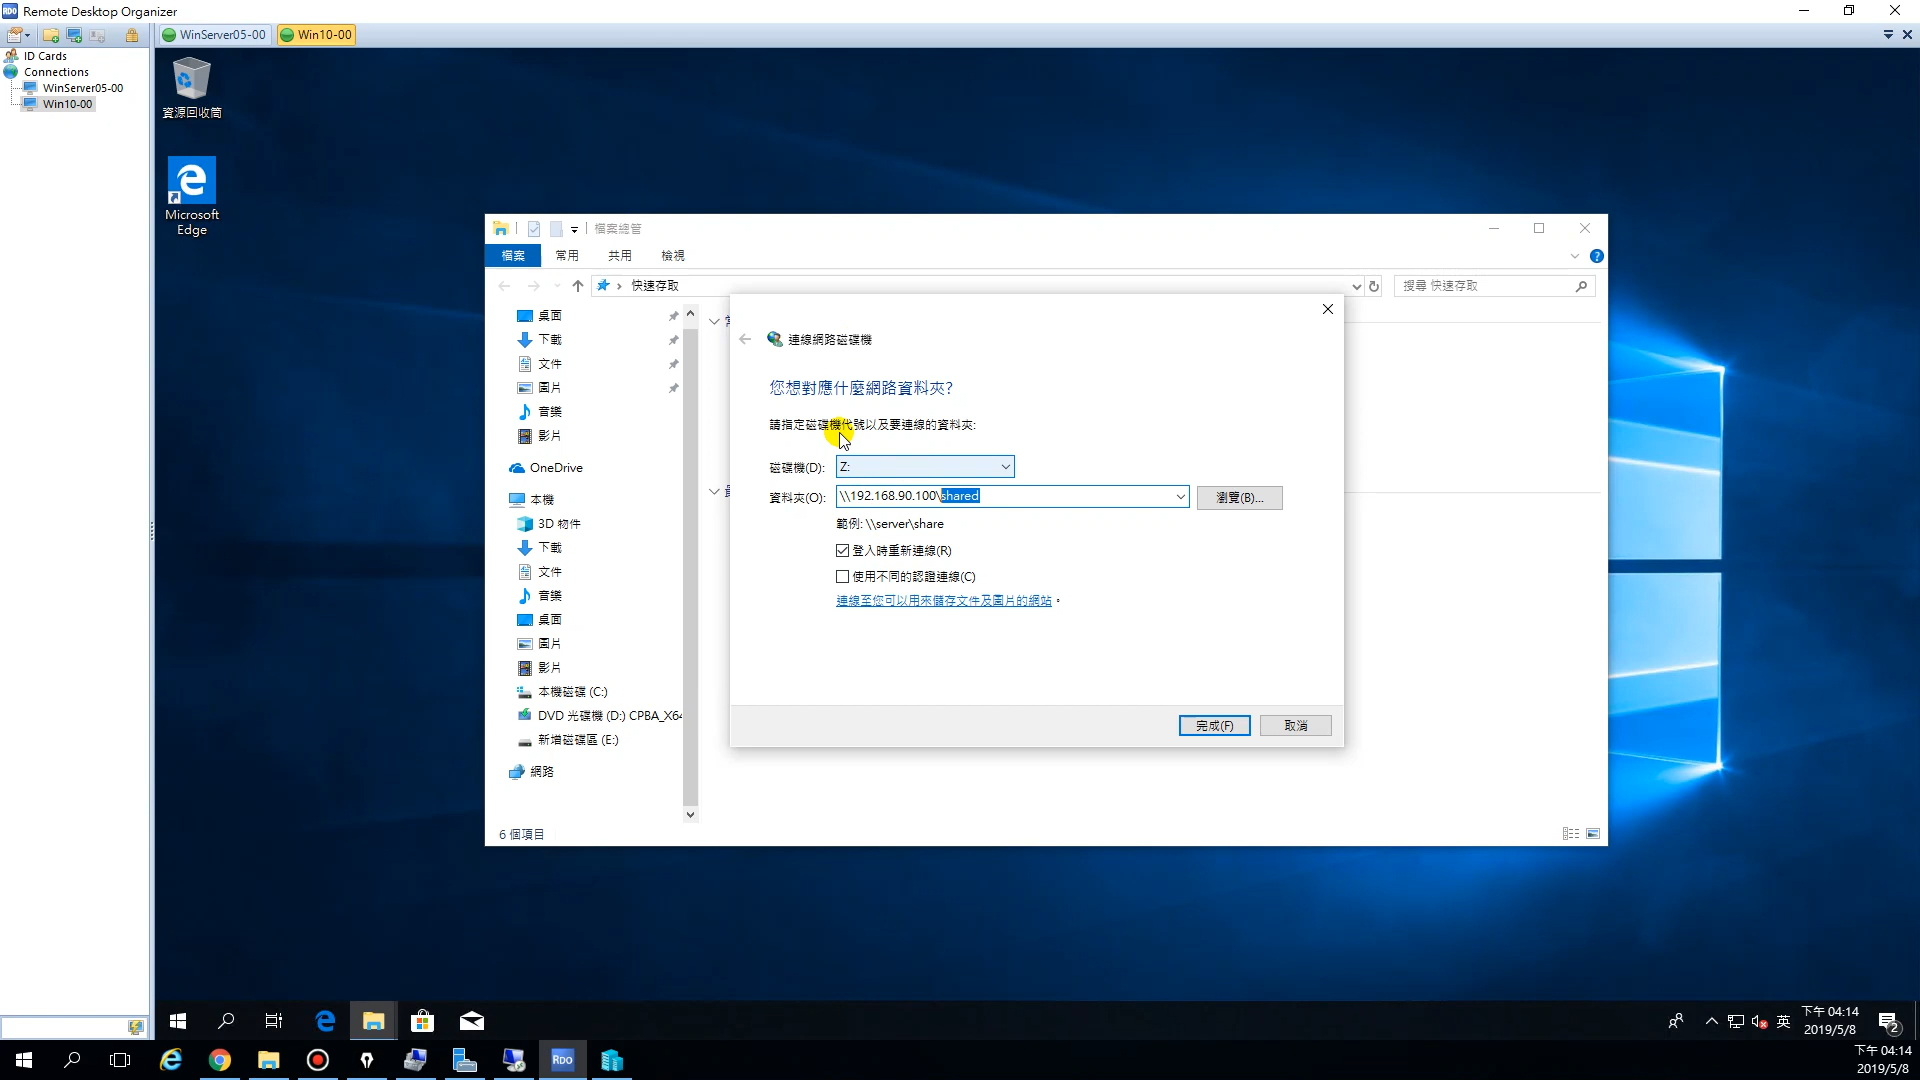 Remote Desktop Organizer
WinServer05-00
Win10-00
ID Cards
Connections
WinServer05-00
Win10-00
資源回收筒
Microsoft
Edge
檔案總管
檔案
常用
共用
檢視
快速存取
搜尋 快速存取
桌面
下載
文件
圖片
音樂
影片
OneDrive
本機
3D 物件
下載
文件
音樂
桌面
圖片
影片
本機磁碟 (C:)
DVD 光碟機 (D:) CPBA_X64
新增磁碟區 (E:)
網路
6 個項目
連線網路磁碟機
您想對應什麼網路資料夾?
請指定磁碟機代號以及要連線的資料夾:
磁碟機(D):
Z:
資料夾(O):
\\192.168.90.100\shared
瀏覽(B)...
範例: \\server\share
登入時重新連線(R)
使用不同的認證連線(C)
連線至您可以用來儲存文件及圖片的網站。
完成(F)
取消
英
下午 04:14
2019/5/8
2
RDO
下午 04:14
2019/5/8